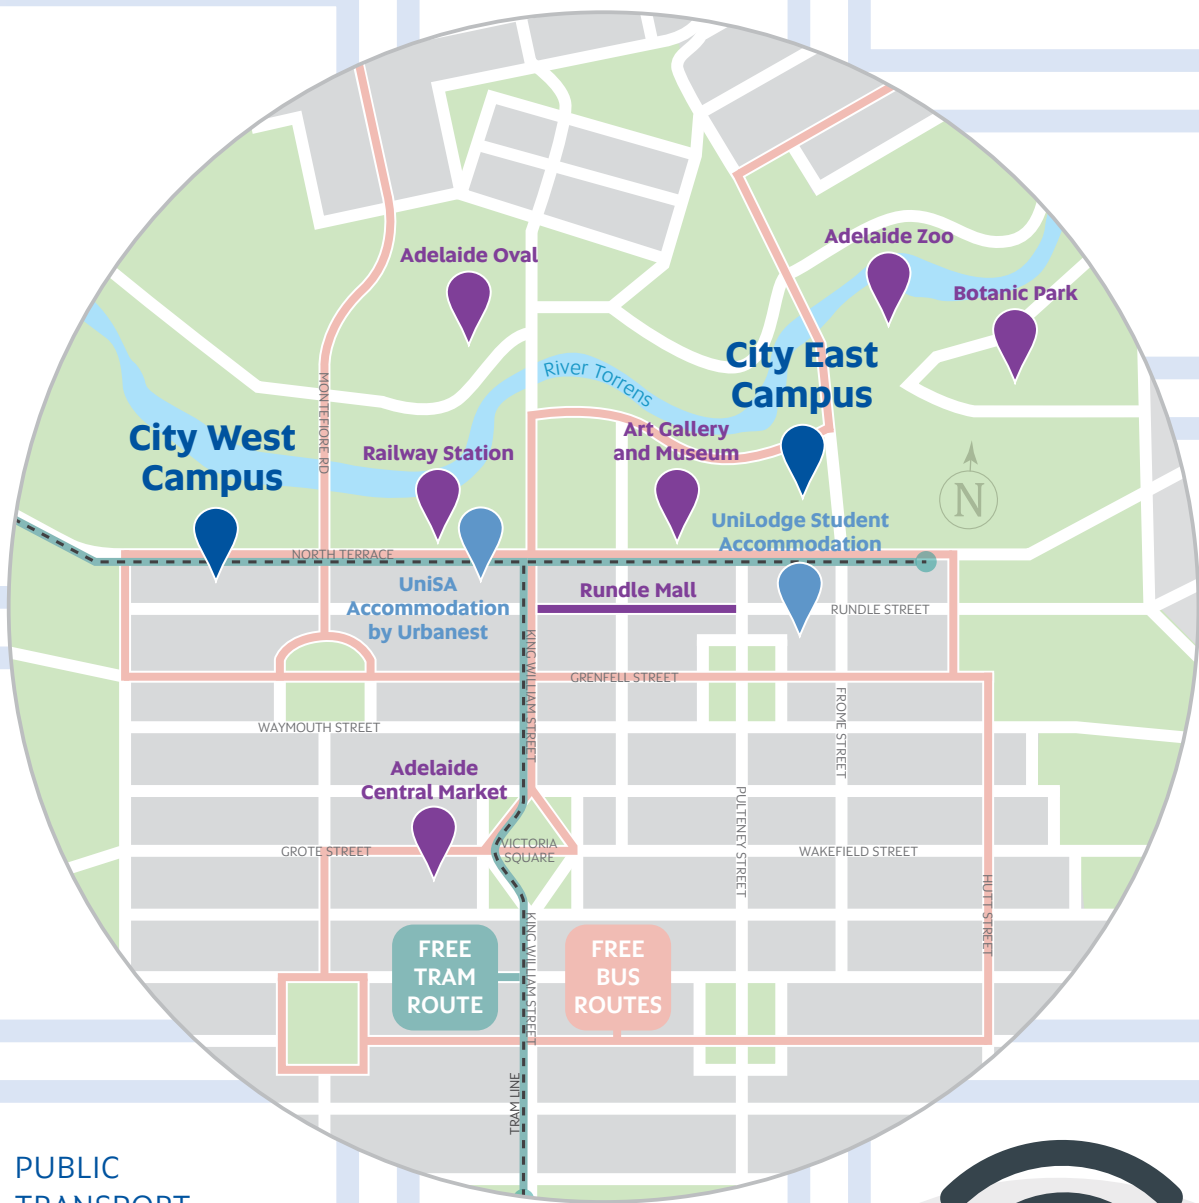 Adelaide Zoo
Adelaide Oval
Botanic Park
City East
Campus
River Torrens
MONTEFIORE RD
City West
Campus
Railway Station
Art Gallery
and Museum
N
UniLodge Student
Accommodation
NORTH TERRACE
UniSA
Accommodation
by Urbanest
Rundle Mall
RUNDLE STREET
KING WILLIAM STREET
GRENFELL STREET
FROME STREET
WAYMOUTH STREET
Adelaide
Central Market
PULTENEY STREET
GROTE STREET
VICTORIA
SQUARE
WAKEFIELD STREET
HUTT STREET
KING WILLIAM STREET
FREE
TRAM
ROUTE
FREE
BUS
ROUTES
TRAM LINE
PUBLIC
TRANSPORT